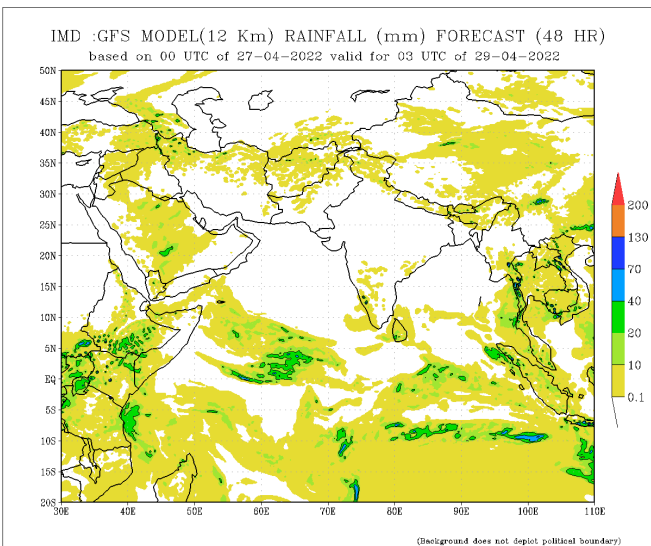 IMD :GFS MODEL(12 Km) RAINFALL (mm) FORECAST (48 HR)
based on 00 UTC of 27-04-2022 valid for 03 UTC of 29-04-2022
50N
45N
40N
35N
30N
25N
20N
15N
10N
5N
EQ
5S
10S
15S
20S
30E 40E 50E 60E 70E 80E 90E 100E 110E
200
130
70
40
20
10
0.1
(Background does not depict political boundary)